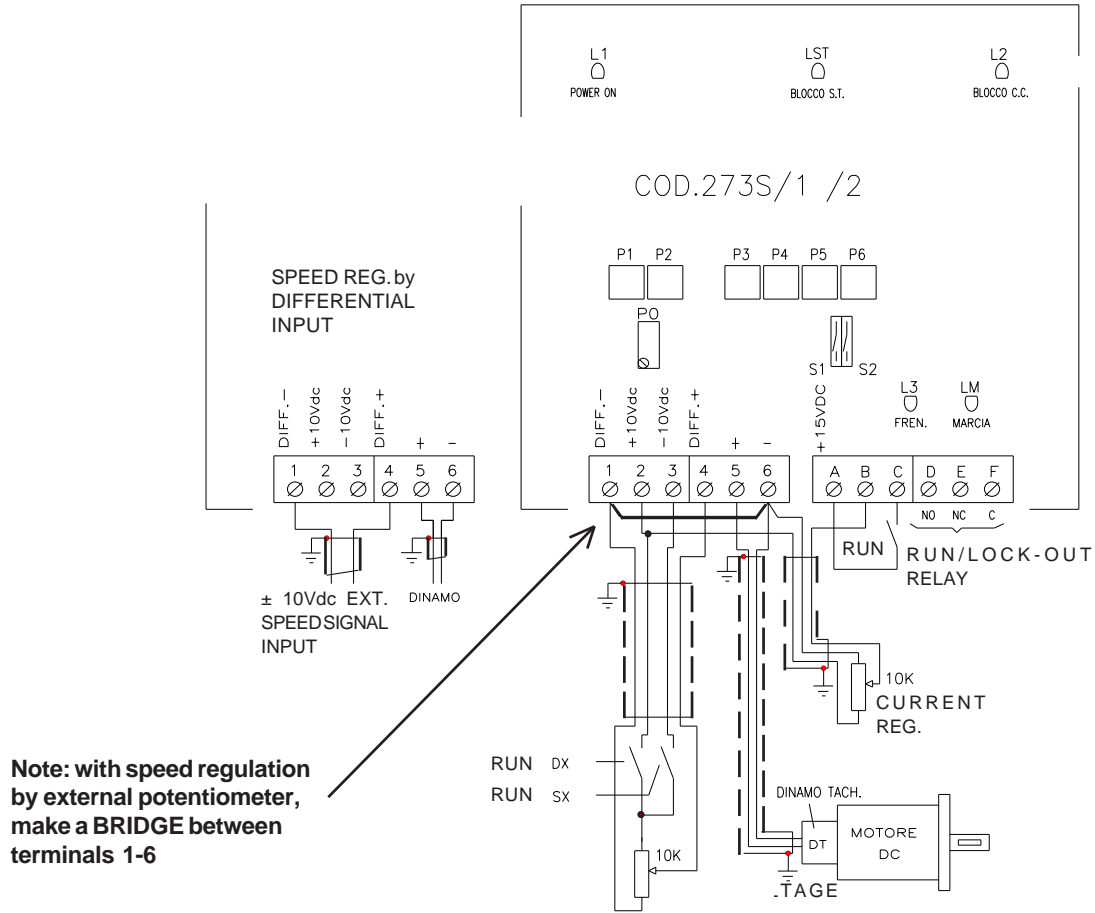 L1
POWER ON
LST
BLOCCO S.T.
L2
BLOCCO C.C.
COD.273S/1 /2
P1 P2 P3 P4 P5 P6
P0
S1 S2
SPEED REG. by
DIFFERENTIAL
INPUT
DIFF.-
+10Vdc
-10Vdc
DIFF.+
+
-
1 2 3 4 5 6
± 10Vdc EXT.
SPEED SIGNAL
INPUT
DINAMO
DIFF.-
+10Vdc
-10Vdc
DIFF.+
+
-
1 2 3 4 5 6
+15VDC
L3
FREN.
LM
MARCIA
A B C D E F
NO NC C
RUN
RUN/LOCK-OUT
RELAY
10K
CURRENT
REG.
Note: with speed regulation
by external potentiometer,
make a BRIDGE between
terminals 1-6
RUN DX
RUN SX
10K
DINAMO TACH.
DT
MOTORE
DC
TAGE